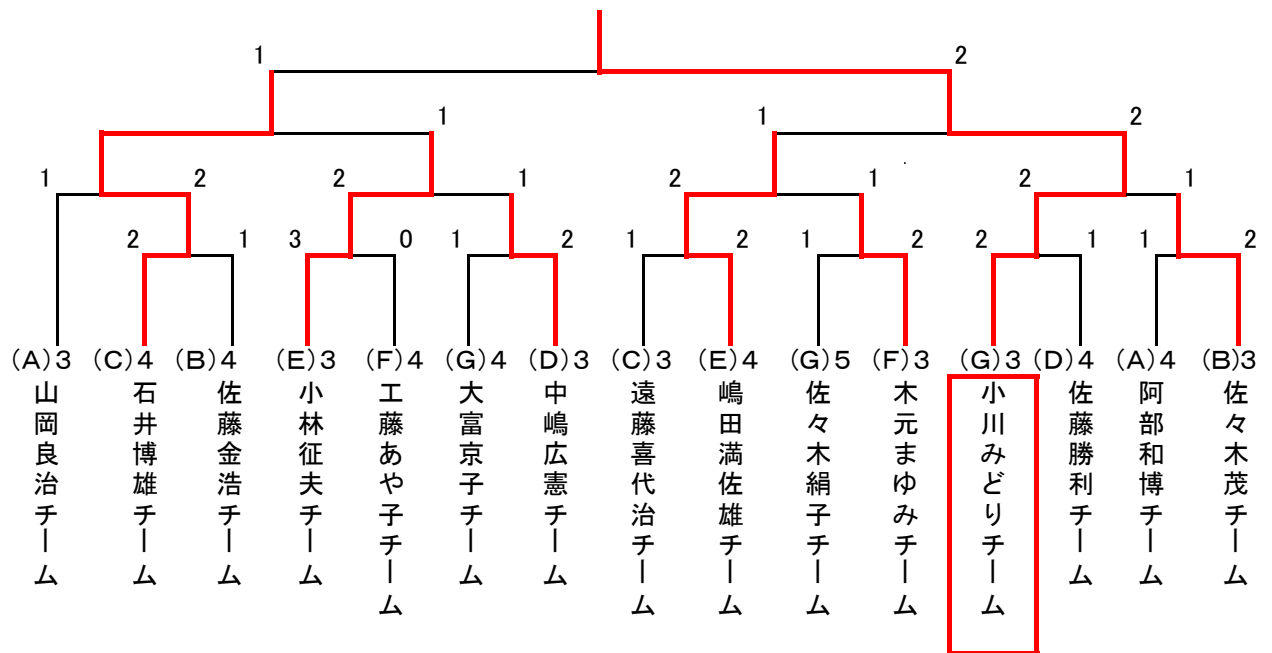 1 2
1 1 2
1 2 2 1 2 1 2 1
2 1 3 0 1 2 1 2 1 2 2 1 1 2
(A)3 (C)4 (B)4 (E)3 (F)4 (G)4 (D)3 (C)3 (E)4 (G)5 (F)3 (G)3 (D)4 (A)4 (B)3
山岡良治チーム
石井博雄チーム
佐藤金浩チーム
小林征夫チーム
工藤あや子チーム
大富京子チーム
中嶋広憲チーム
遠藤喜代治チーム
嶋田満佐雄チーム
佐々木絹子チーム
木元まゆみチーム
小川みどりチーム
佐藤勝利チーム
阿部和博チーム
佐々木茂チーム